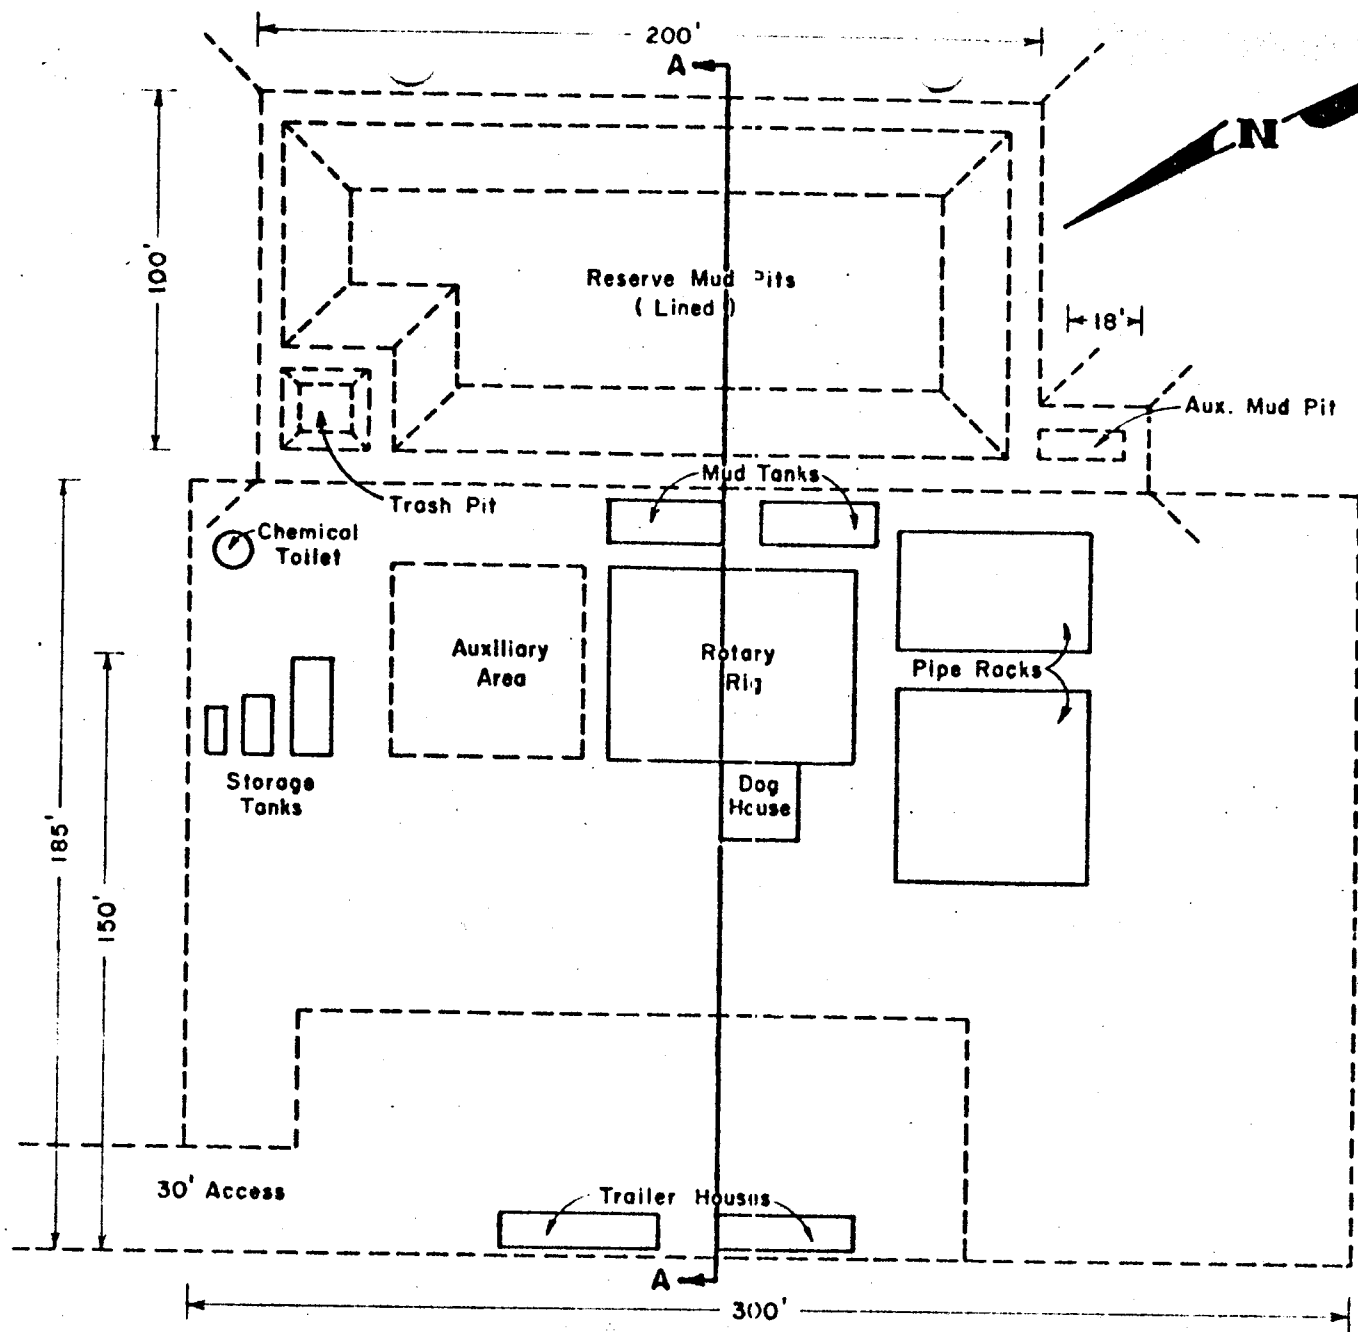 200'
A
N
100'
Reserve Mud Pits
( Lined )
18'
Aux. Mud Pit
Mud Tanks
Trash Pit
Chemical
Toilet
Auxiliary
Area
Rotary
Rig
Pipe Racks
Storage
Tanks
Dog
House
185'
150'
30' Access
Trailer Houses
A
300'